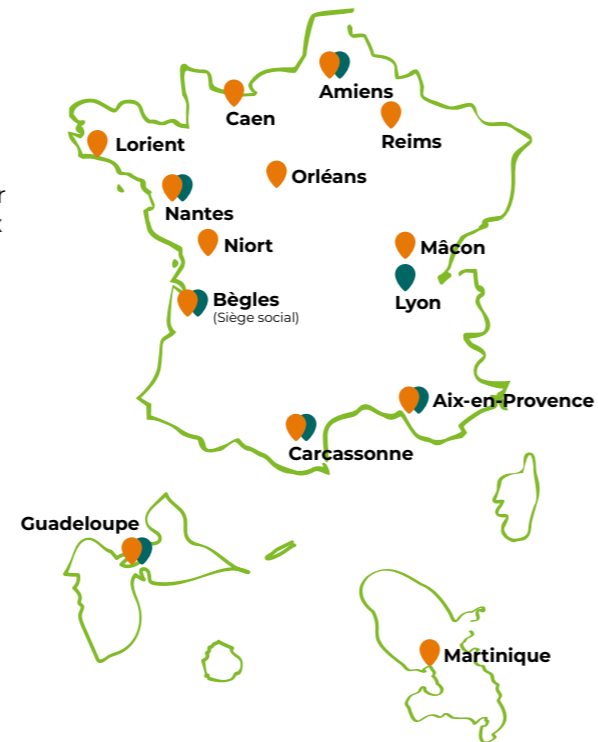 Amiens
Caen
Reims
Lorient
Orléans
r
x
Nantes
Niort
Mâcon
Bègles
(Siège social)
Lyon
Aix-en-Provence
Carcassonne
Guadeloupe
Martinique